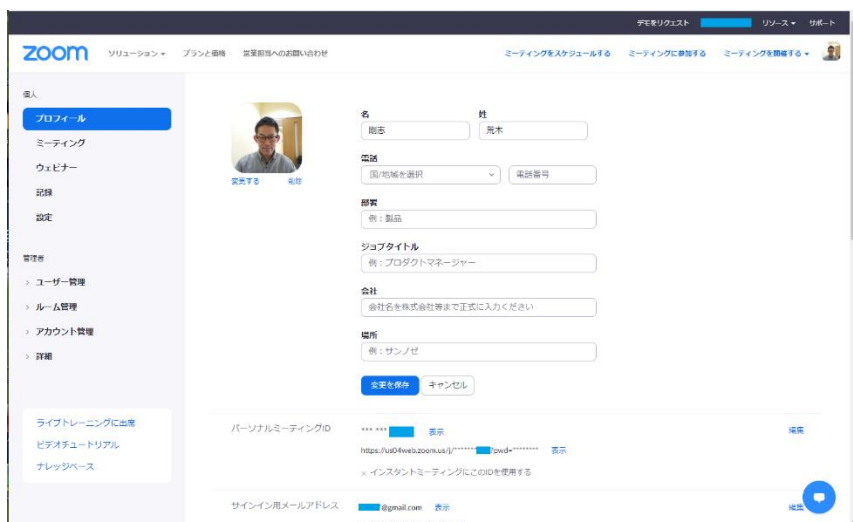 デモをリクエスト リソース サポート
zoom ソリューション プランと価格 営業担当へのお問い合わせ ミーティングをスケジュールする ミーティングに参加する ミーティングを開催する
個人
プロフィール
ミーティング
ウェビナー
記録
設定
管理者
> ユーザー管理
> ルーム管理
> アカウント管理
> 詳細
ライブトレーニングに出席
ビデオチュートリアル
ナレッジベース
変更する 削除
名 姓
剛志 荒木
電話
国/地域を選択 電話番号
部署
例：製品
ジョブタイトル
例：プロダクトマネージャー
会社
会社名を株式会社等まで正式に入力ください
場所
例：サンノゼ
変更を保存 キャンセル
パーソナルミーティングID *** *** 表示 編集
https://us04web.zoom.us/j/******* ?pwd=******** 表示
× インスタントミーティングにこのIDを使用する
サインイン用メールアドレス @gmail.com 表示 編集